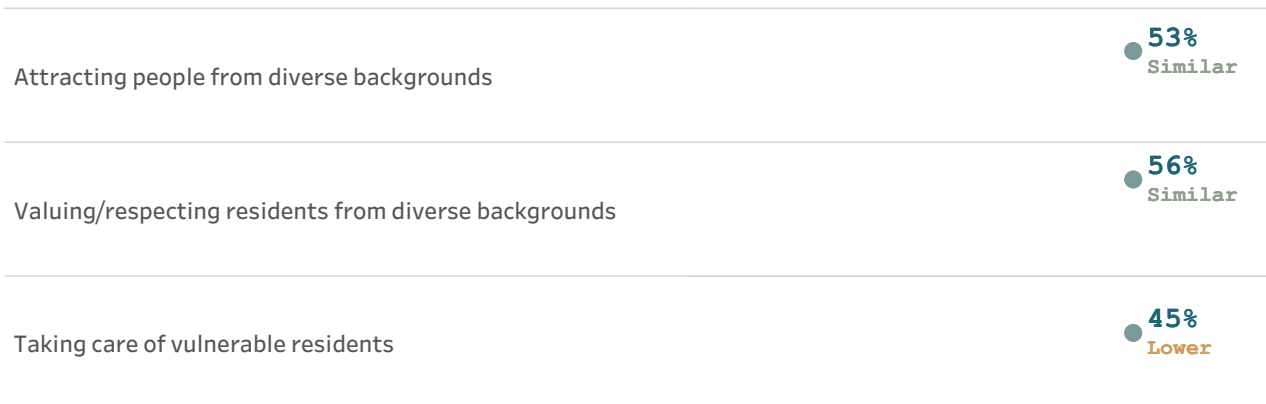 53%
Similar
Attracting people from diverse backgrounds
56%
Similar
Valuing/respecting residents from diverse backgrounds
45%
Lower
Taking care of vulnerable residents